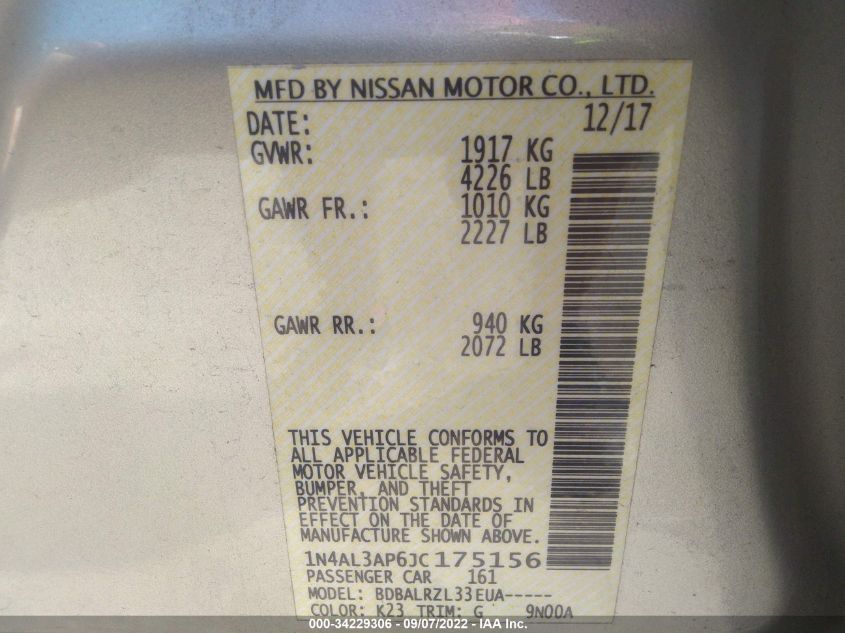 MFD BY NISSAN MOTOR CO., LTD.
DATE: 12/17
GVWR: 1917 KG
4226 LB
GAWR FR.: 1010 KG
2227 LB
GAWR RR.: 940 KG
2072 LB
THIS VEHICLE CONFORMS TO
ALL APPLICABLE FEDERAL
MOTOR VEHICLE SAFETY,
BUMPER, AND THEFT
PREVENTION STANDARDS IN
EFFECT ON THE DATE OF
MANUFACTURE SHOWN ABOVE.
1N4AL3AP6JC175156
PASSENGER CAR 161
MODEL: BDBALRZL33EUA-----
COLOR: K23 TRIM: G 9N00A
000-34229306 - 09/07/2022 - IAA Inc.